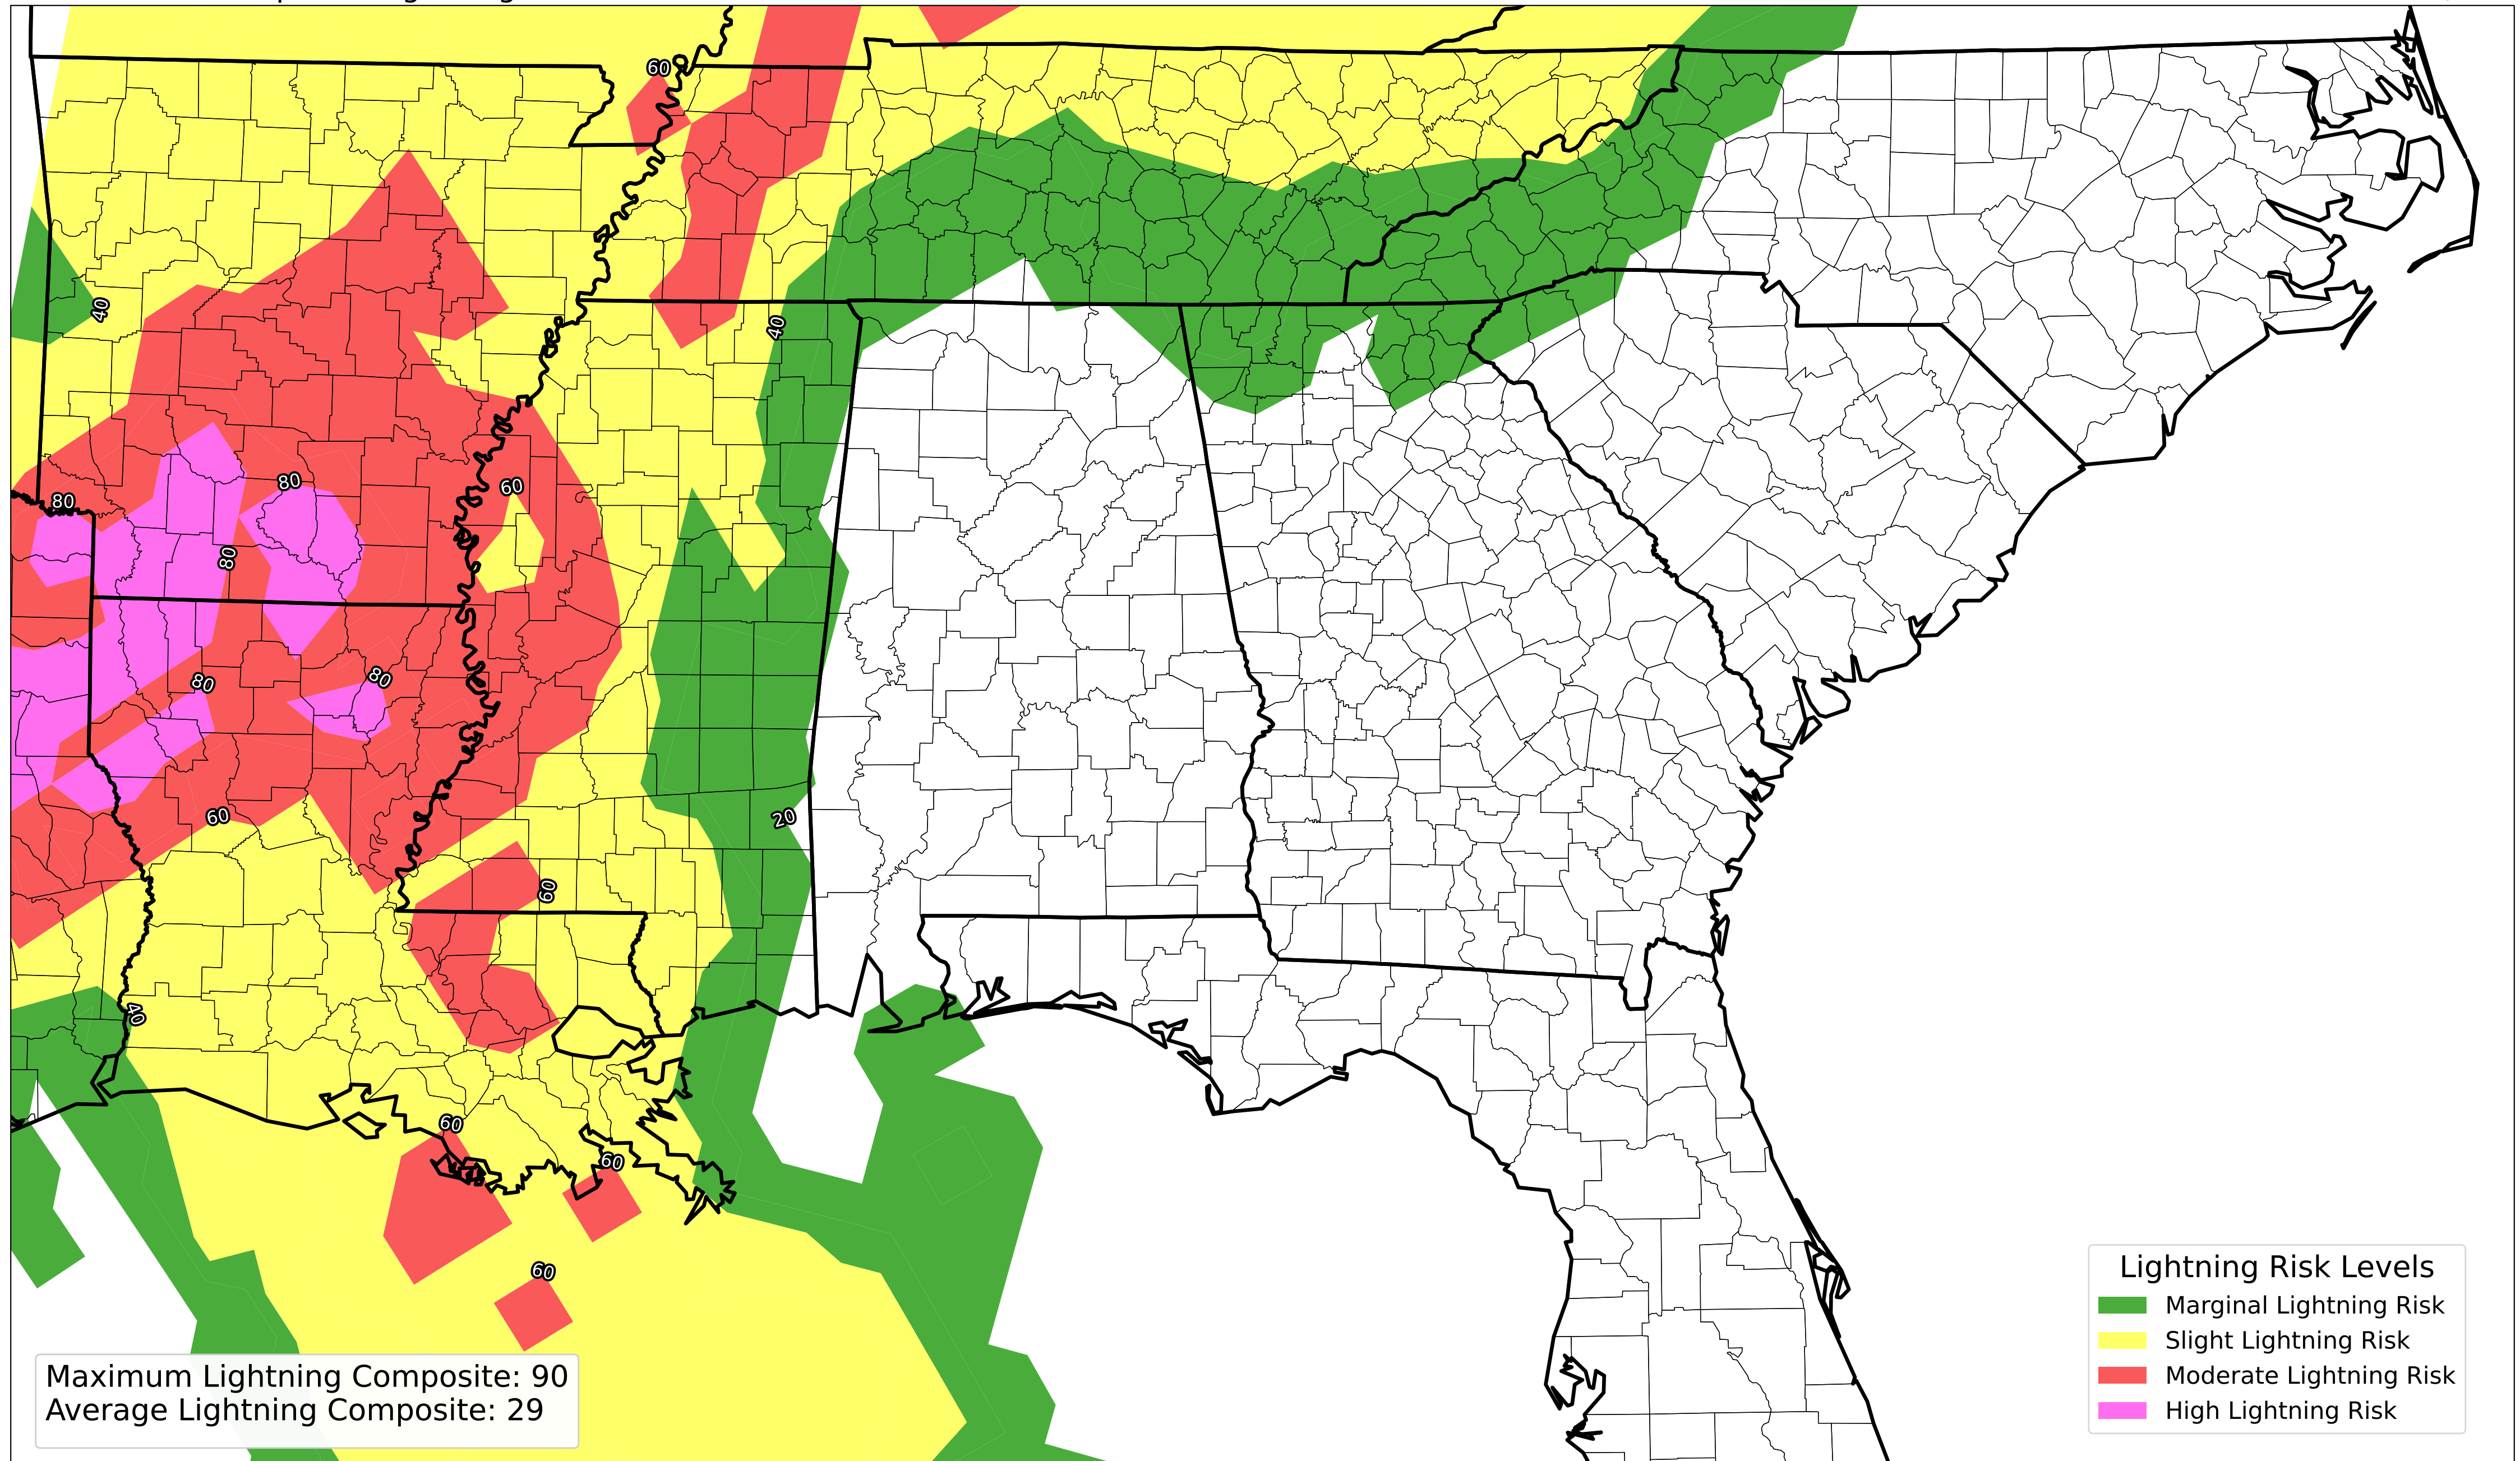 60
40
40
80
80
60
80
80
80
20
60
60
40
60
60
60
Lightning Risk Levels
Marginal Lightning Risk
Slight Lightning Risk
Moderate Lightning Risk
High Lightning Risk
Maximum Lightning Composite: 90
Average Lightning Composite: 29